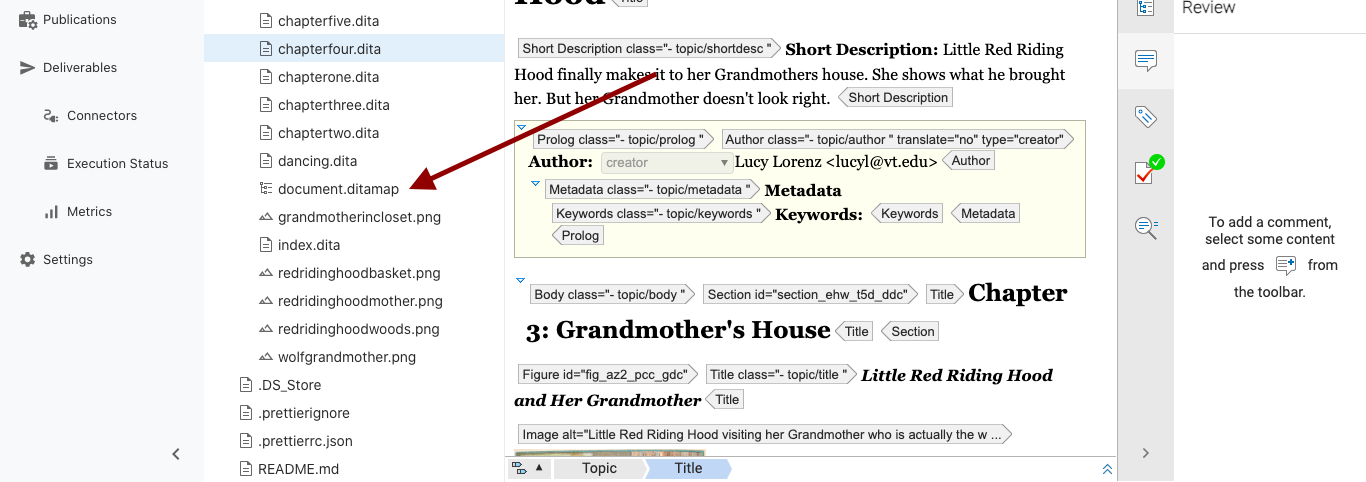 Publications
Deliverables
Connectors
Execution Status
Metrics
Settings
chapterfive.dita
chapterfour.dita
chapterone.dita
chapterthree.dita
chaptertwo.dita
dancing.dita
document.ditamap
grandmotherincloset.png
index.dita
redridinghoodbasket.png
redridinghoodmother.png
redridinghoodwoods.png
wolfgrandmother.png
.DS_Store
.prettierignore
.prettierrc.json
README.md
Hood Title
Short Description class="- topic/shortdesc " Short Description: Little Red Riding
Hood finally makes it to her Grandmothers house. She shows what he brought
her. But her Grandmother doesn't look right. Short Description
Prolog class="- topic/prolog " Author class="- topic/author " translate="no" type="creator"
Author: creator Lucy Lorenz <lucyl@vt.edu> Author
Metadata class="- topic/metadata " Metadata
Keywords class="- topic/keywords " Keywords: Keywords Metadata
Prolog
Body class="- topic/body " Section id="section_ehw_t5d_ddc" Title Chapter
3: Grandmother's House Title Section
Figure id="fig_az2_pcc_gdc" Title class="- topic/title " Little Red Riding Hood
and Her Grandmother Title
Image alt="Little Red Riding Hood visiting her Grandmother who is actually the w ...
Topic Title
Review
To add a comment,
select some content
and press from
the toolbar.